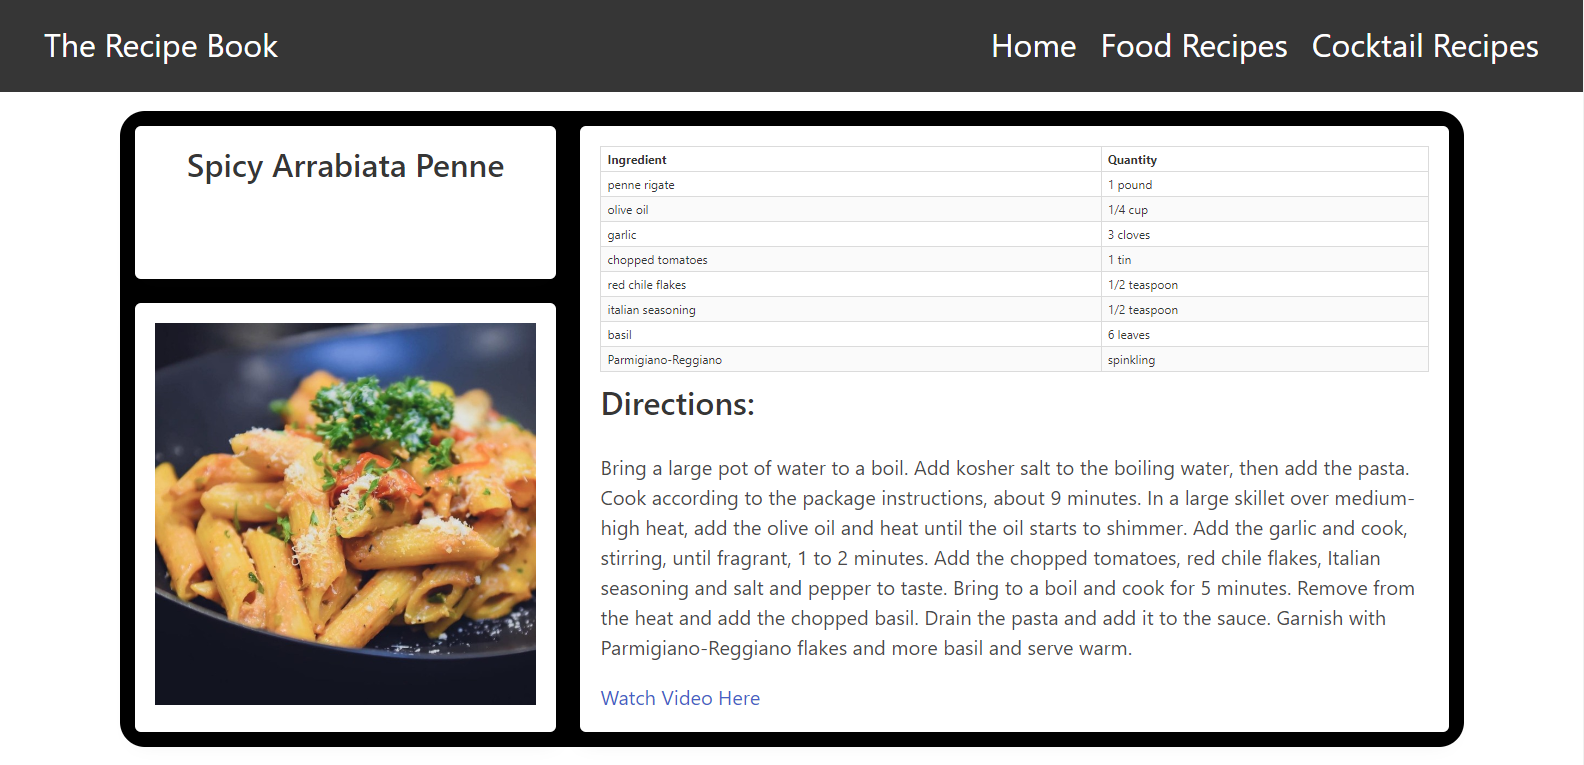 The Recipe Book
Home Food Recipes Cocktail Recipes
Spicy Arrabiata Penne
Ingredient Quantity
penne rigate 1 pound
olive oil 1/4 cup
garlic 3 cloves
chopped tomatoes 1 tin
red chile flakes 1/2 teaspoon
italian seasoning 1/2 teaspoon
basil 6 leaves
Parmigiano-Reggiano spinkling
Directions:
Bring a large pot of water to a boil. Add kosher salt to the boiling water, then add the pasta.
Cook according to the package instructions, about 9 minutes. In a large skillet over medium-
high heat, add the olive oil and heat until the oil starts to shimmer. Add the garlic and cook,
stirring, until fragrant, 1 to 2 minutes. Add the chopped tomatoes, red chile flakes, Italian
seasoning and salt and pepper to taste. Bring to a boil and cook for 5 minutes. Remove from
the heat and add the chopped basil. Drain the pasta and add it to the sauce. Garnish with
Parmigiano-Reggiano flakes and more basil and serve warm.
Watch Video Here